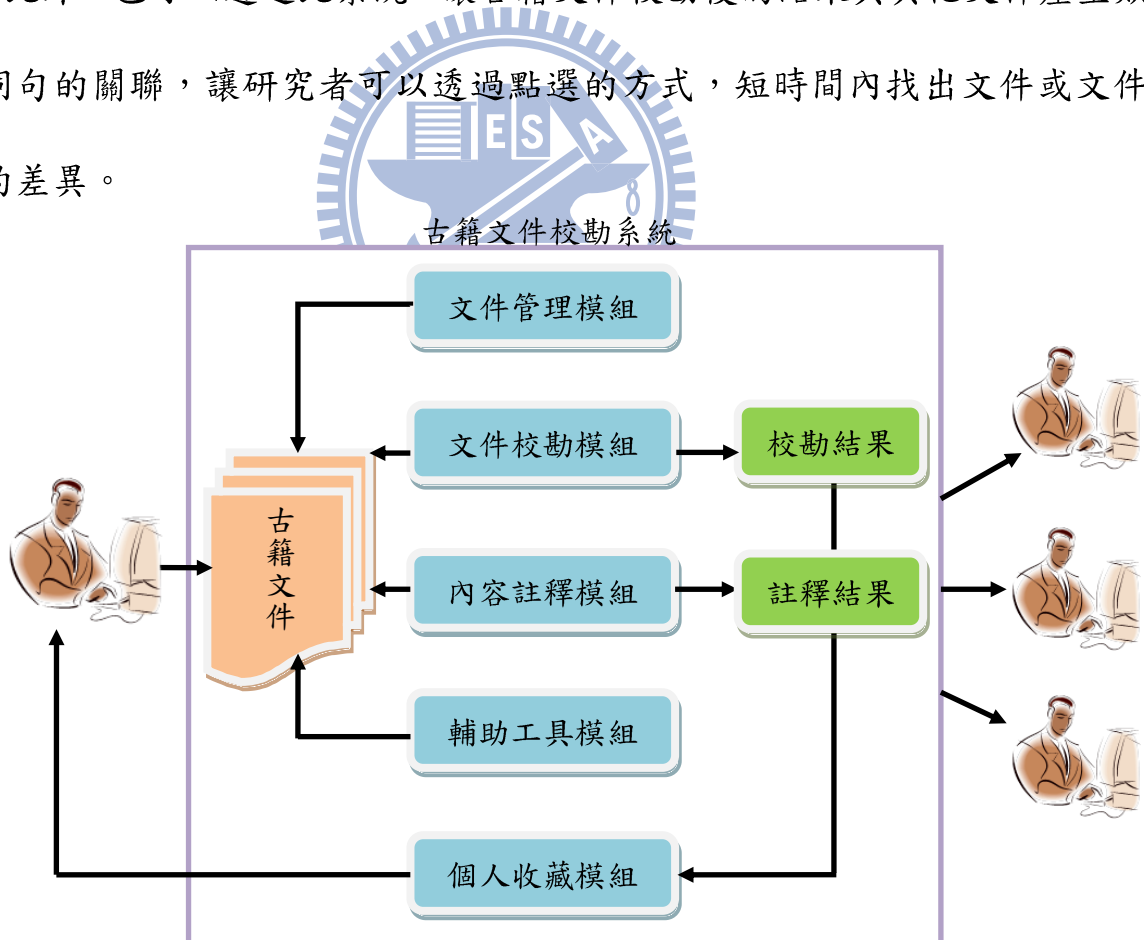 詞句的關聯，讓研究者可以透過點選的方式，短時間內找出文件或文件
的差異。
ES A
8
古籍文件校勘系統
文件管理模組
文件校勘模組
校勘結果
古籍文件
內容註釋模組
註釋結果
輔助工具模組
個人收藏模組